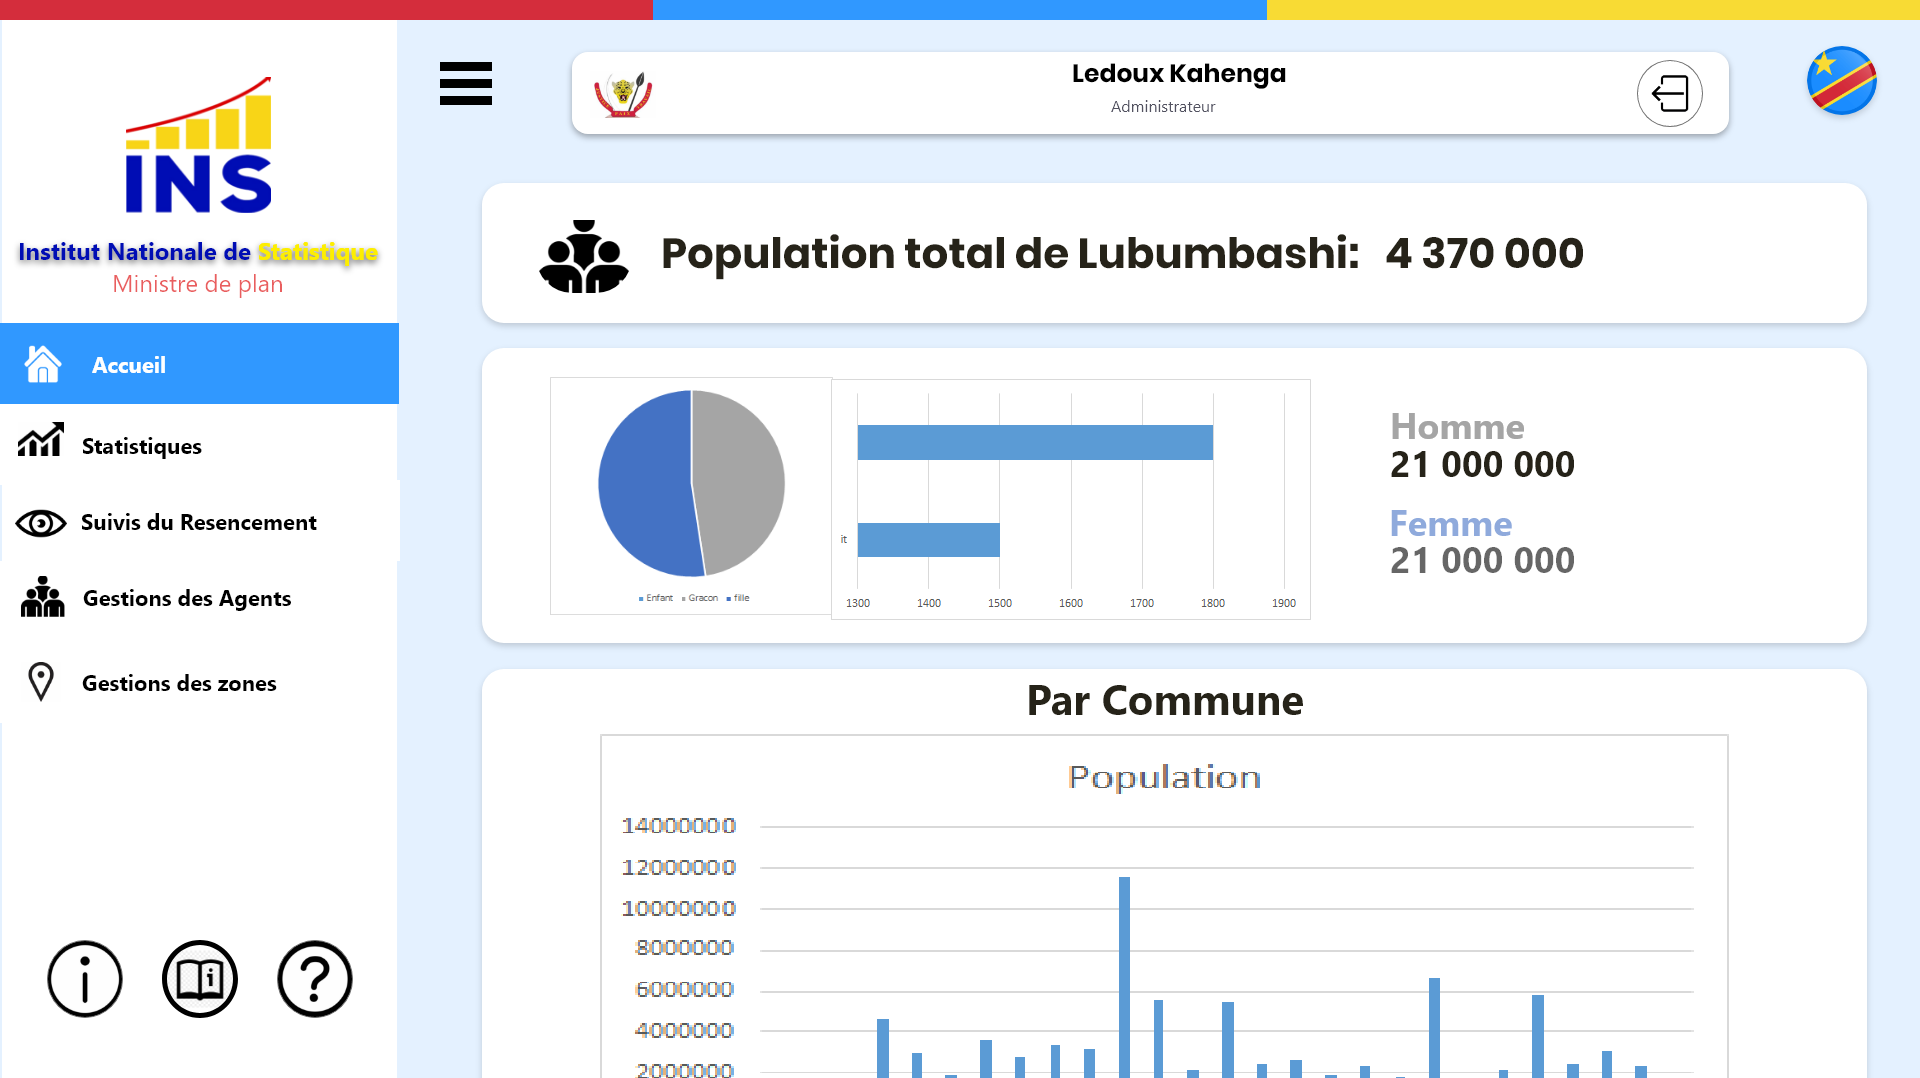 INS
Institut Nationale de Statistique
Ministre de plan
Accueil
Statistiques
Suivis du Resencement
Gestions des Agents
Gestions des zones
Ledoux Kahenga
Administrateur
Population total de Lubumbashi: 4 370 000
Enfant Gracon fille
it
1300 1400 1500 1600 1700 1800 1900
Homme
21 000 000
Femme
21 000 000
Par Commune
Population
14000000
12000000
10000000
8000000
6000000
4000000
2000000